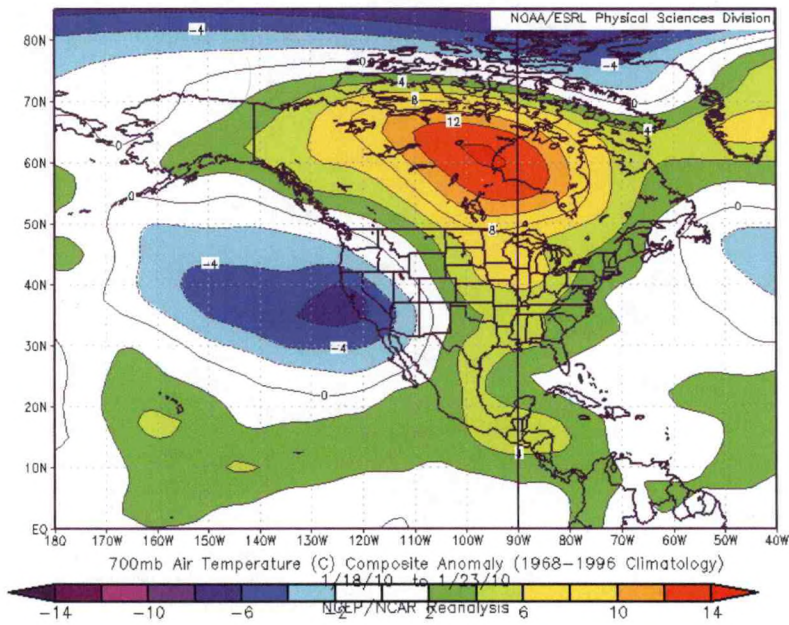 NOAA/ESRL Physical Sciences Division
80N
70N
60N
50N
40N
30N
20N
10N
EQ
-4
0
-4
4
8
0
12
4
0
0
8
0
-4
-4
0
180 170W 160W 150W 140W 130W 120W 110W 100W 90W 80W 70W 60W 50W 40W
700mb Air Temperature (C) Composite Anomaly (1968-1996 Climatology)
1/18/10 to 1/23/10
-14 -10 -6 -2 2 6 10 14
NCEP/NCAR Reanalysis